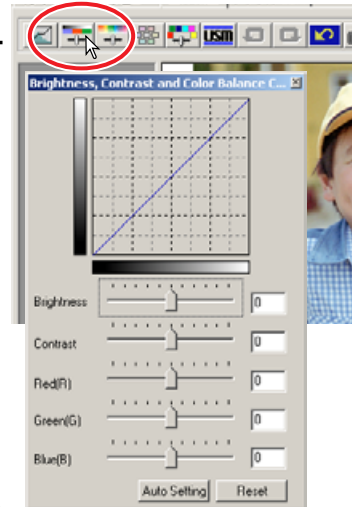 USM
Brightness, Contrast and Color Balance C...
Brightness 0
Contrast 0
Red(R) 0
Green(G) 0
Blue(B) 0
Auto Setting Reset